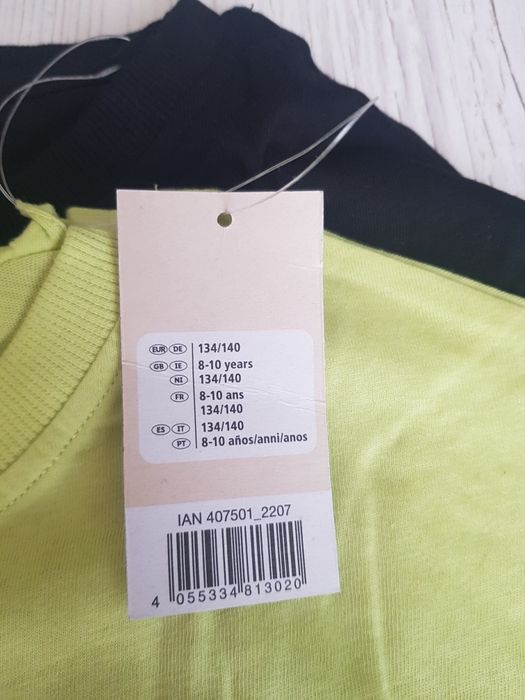 EUR DE 134/140
GB IE 8-10 years
NI 134/140
FR 8-10 ans
134/140
ES IT 134/140
PT 8-10 años/anni/anos
IAN 407501_2207
4 055334 813020